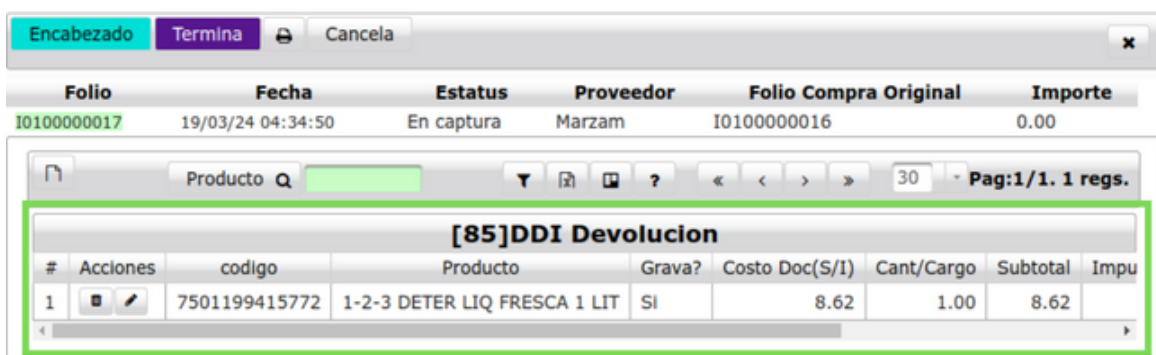 Encabezado Termina Cancela
Folio Fecha Estatus Proveedor Folio Compra Original Importe
I0100000017 19/03/24 04:34:50 En captura Marzam I0100000016 0.00
Producto ? « ‹ › » 30 Pag:1/1. 1 regs.
[85]DDI Devolucion
# Acciones codigo Producto Grava? Costo Doc(S/I) Cant/Cargo Subtotal Impu
1 7501199415772 1-2-3 DETER LIQ FRESCA 1 LIT Si 8.62 1.00 8.62